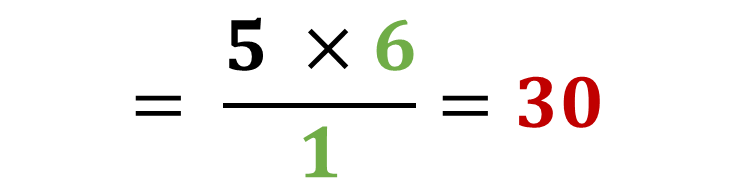 = 5 × 6 / 1 = 30